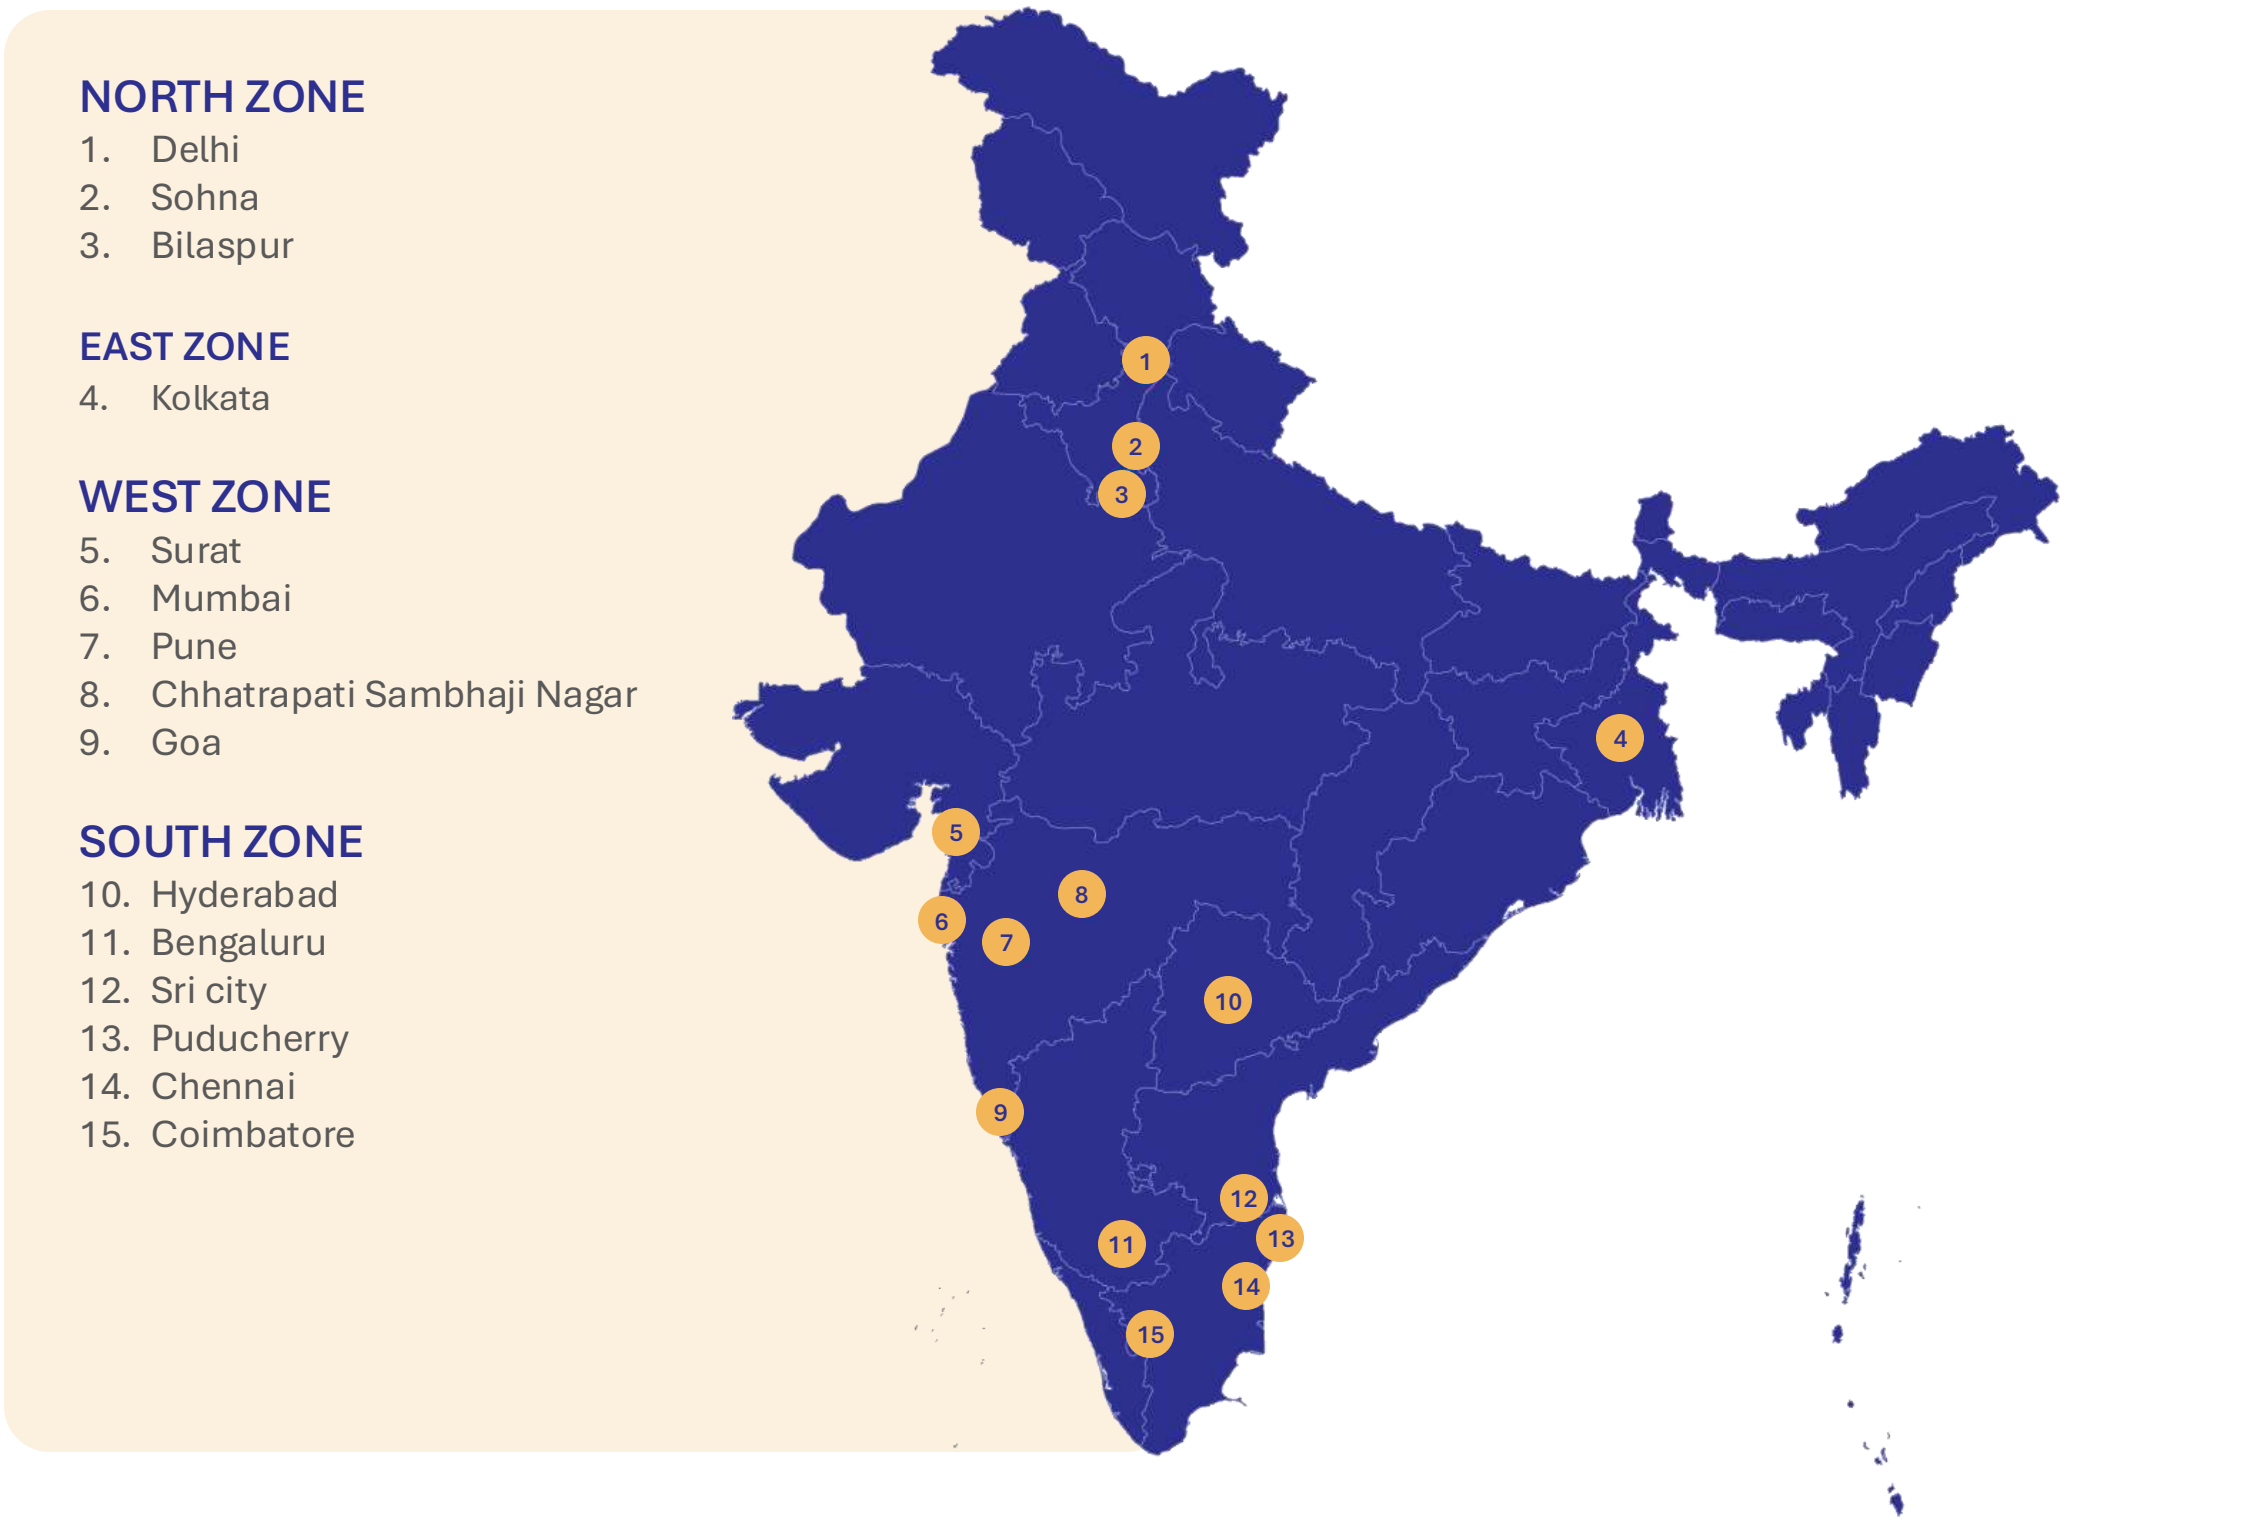 NORTH ZONE
1. Delhi
2. Sohna
3. Bilaspur
EAST ZONE
4. Kolkata
WEST ZONE
5. Surat
6. Mumbai
7. Pune
8. Chhatrapati Sambhaji Nagar
9. Goa
SOUTH ZONE
10. Hyderabad
11. Bengaluru
12. Sri city
13. Puducherry
14. Chennai
15. Coimbatore
1
2
3
4
5
8
6
7
10
9
12
13
11
14
15